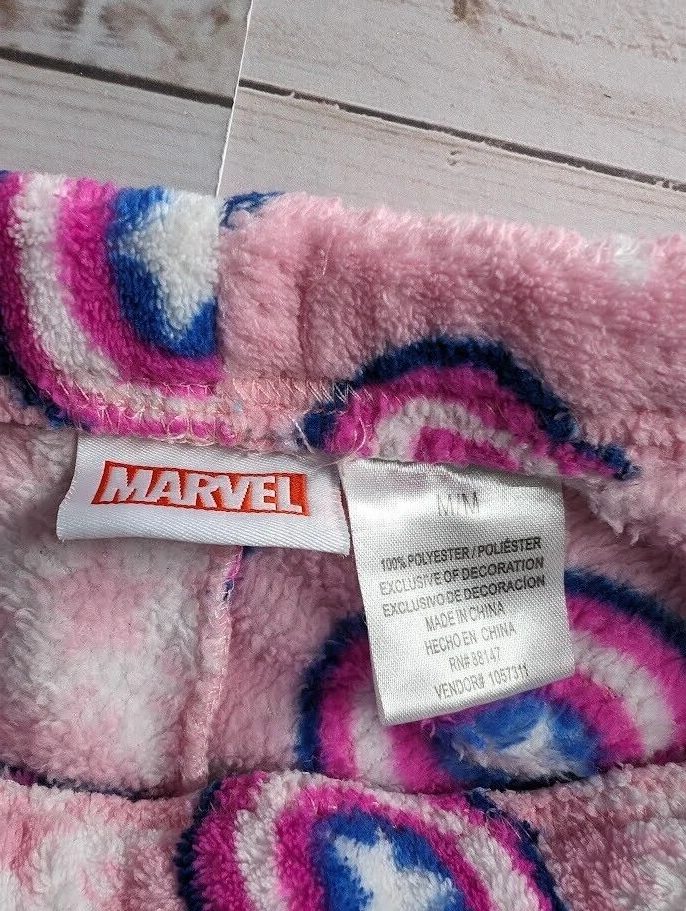 MARVEL
M/M
100% POLYESTER / POLIÉSTER
EXCLUSIVE OF DECORATION
EXCLUSIVO DE DECORACION
MADE IN CHINA
HECHO EN CHINA
RN# 88147
VENDOR# 1057311